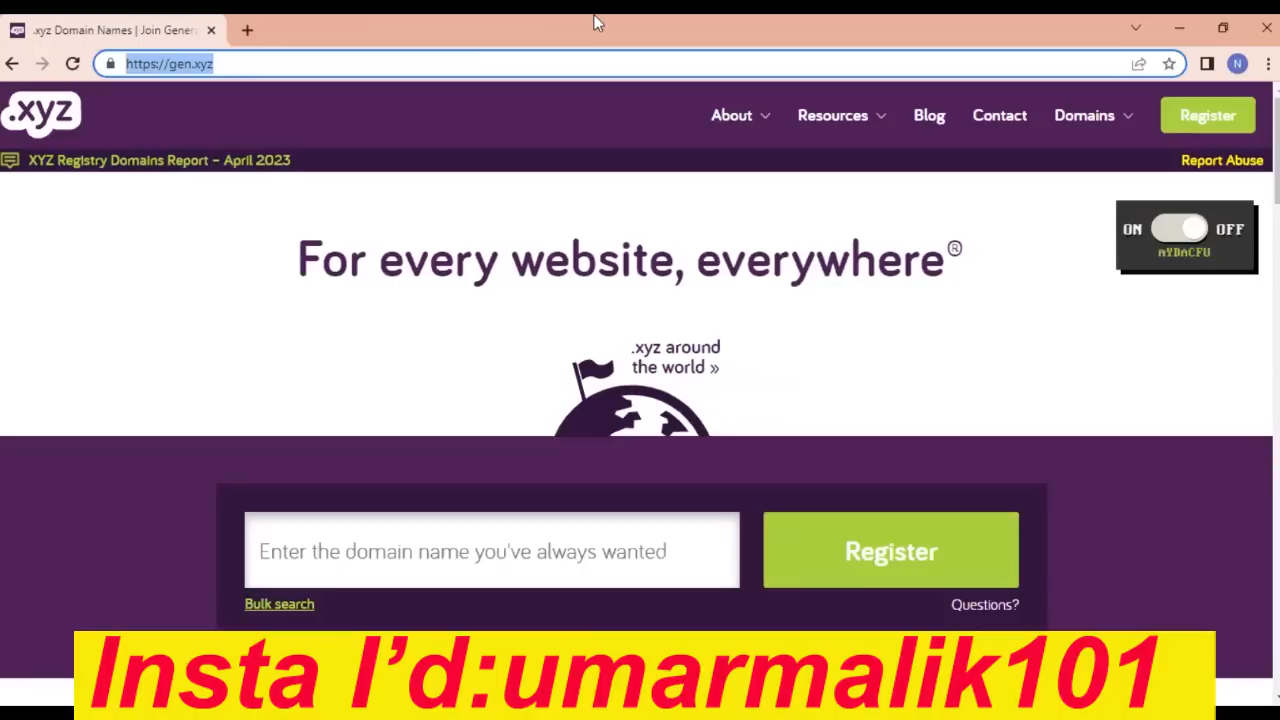 .xyz Domain Names | Join Gener
https://gen.xyz
N
.xyz
About
Resources
Blog
Contact
Domains
Register
XYZ Registry Domains Report – April 2023
Report Abuse
For every website, everywhere®
ON
OFF
AYDACFU
.xyz around
the world »
Enter the domain name you've always wanted
Register
Bulk search
Questions?
Insta I’d:umarmalik101